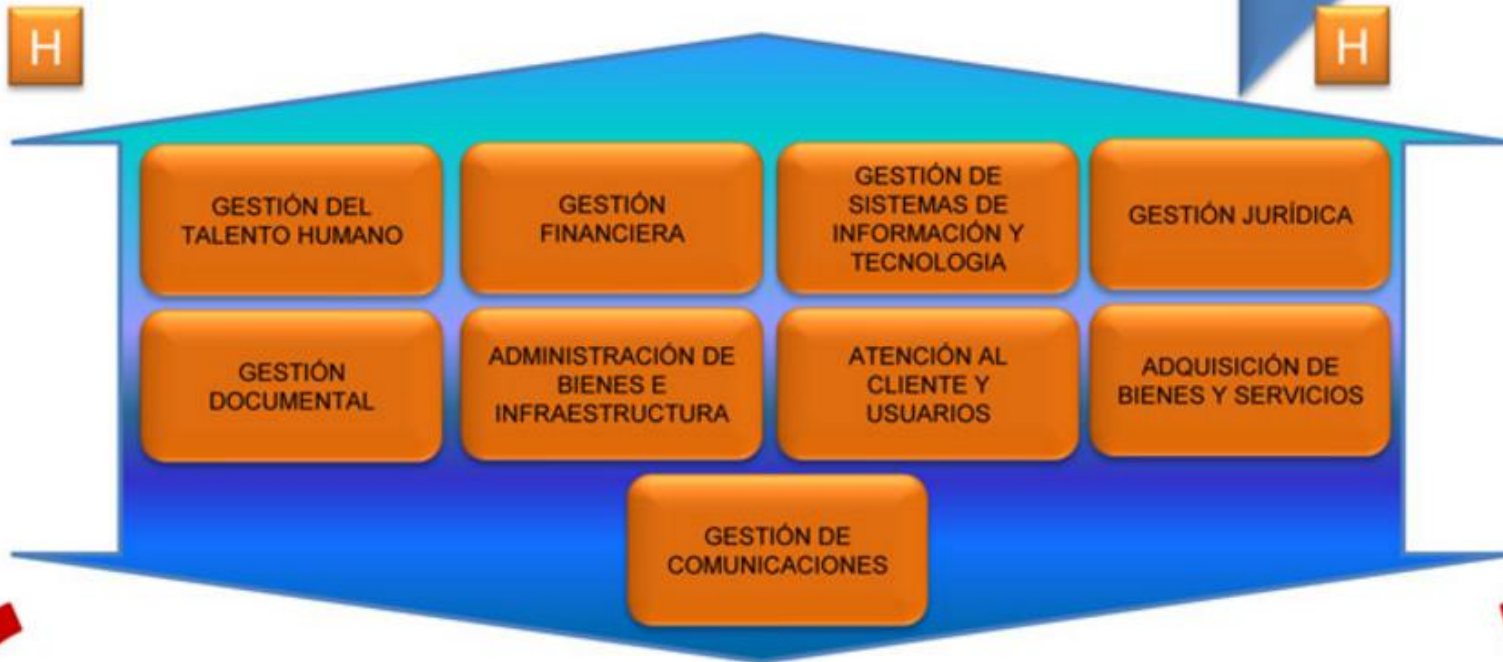 H
H
GESTIÓN DEL
TALENTO HUMANO
GESTIÓN
FINANCIERA
GESTIÓN DE
SISTEMAS DE
INFORMACIÓN Y
TECNOLOGIA
GESTIÓN JURÍDICA
GESTIÓN
DOCUMENTAL
ADMINISTRACIÓN DE
BIENES E
INFRAESTRUCTURA
ATENCIÓN AL
CLIENTE Y
USUARIOS
ADQUISICIÓN DE
BIENES Y SERVICIOS
GESTIÓN DE
COMUNICACIONES